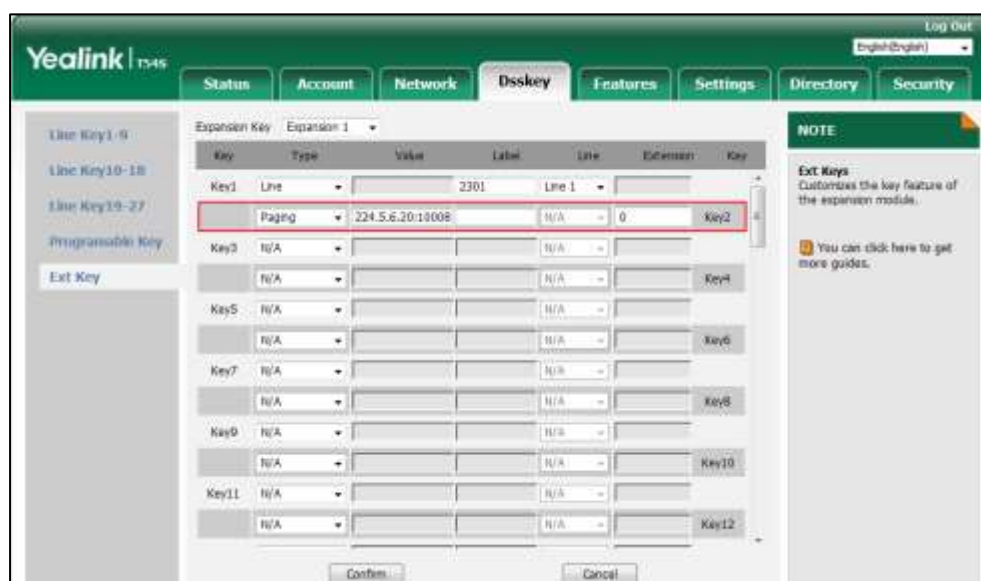 Log Out
Yealink T54S
English(English)
Status Account Network Dsskey Features Settings Directory Security
Line Key1-9
Line Key10-18
Line Key19-27
Programable Key
Ext Key
Expansion Key Expansion 1
Key Type Value Label Line Extension Key
Key1 Line 2301 Line 1
Paging 224.5.6.20:10008 N/A 0 Key2
Key3 N/A N/A
N/A N/A Key4
Key5 N/A N/A
N/A N/A Key6
Key7 N/A N/A
N/A N/A Key8
Key9 N/A N/A
N/A N/A Key10
Key11 N/A N/A
N/A N/A Key12
Confirm Cancel
NOTE
Ext Keys
Customizes the key feature of
the expansion module.
You can click here to get
more guides.